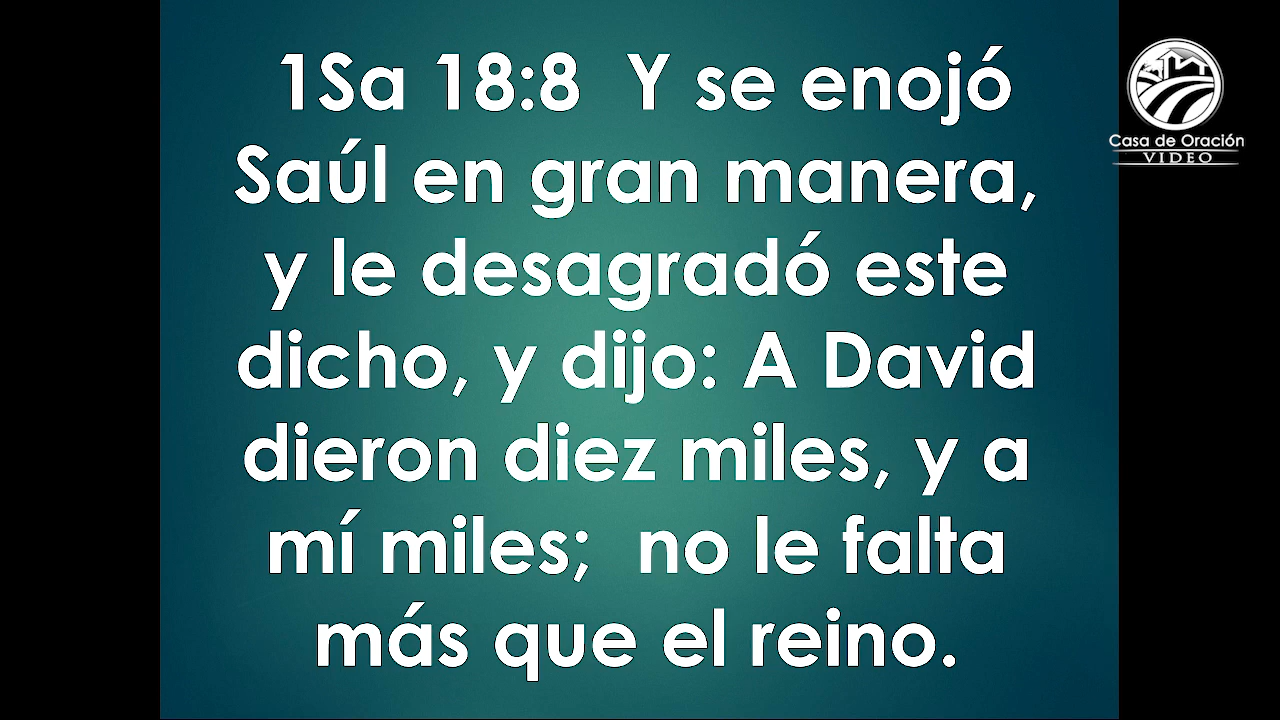 1Sa 18:8  Y se enojó
Saúl en gran manera,
y le desagradó este
dicho, y dijo: A David
dieron diez miles, y a
mí miles;  no le falta
más que el reino.
Casa de Oración
VIDEO